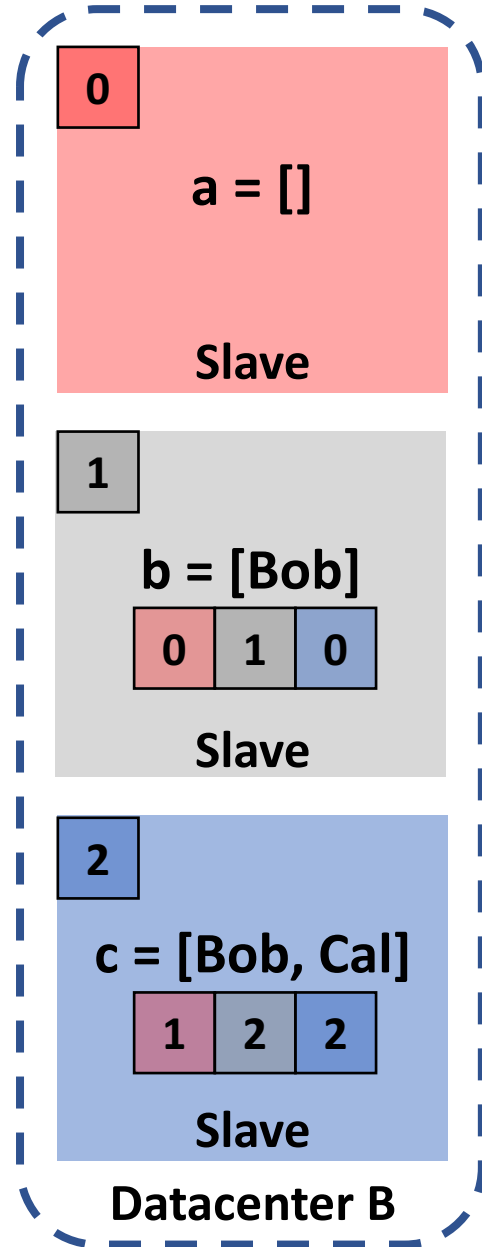 0
a = []
Slave
1
b = [Bob]
0 1 0
Slave
2
c = [Bob, Cal]
1 2 2
Slave
Datacenter B